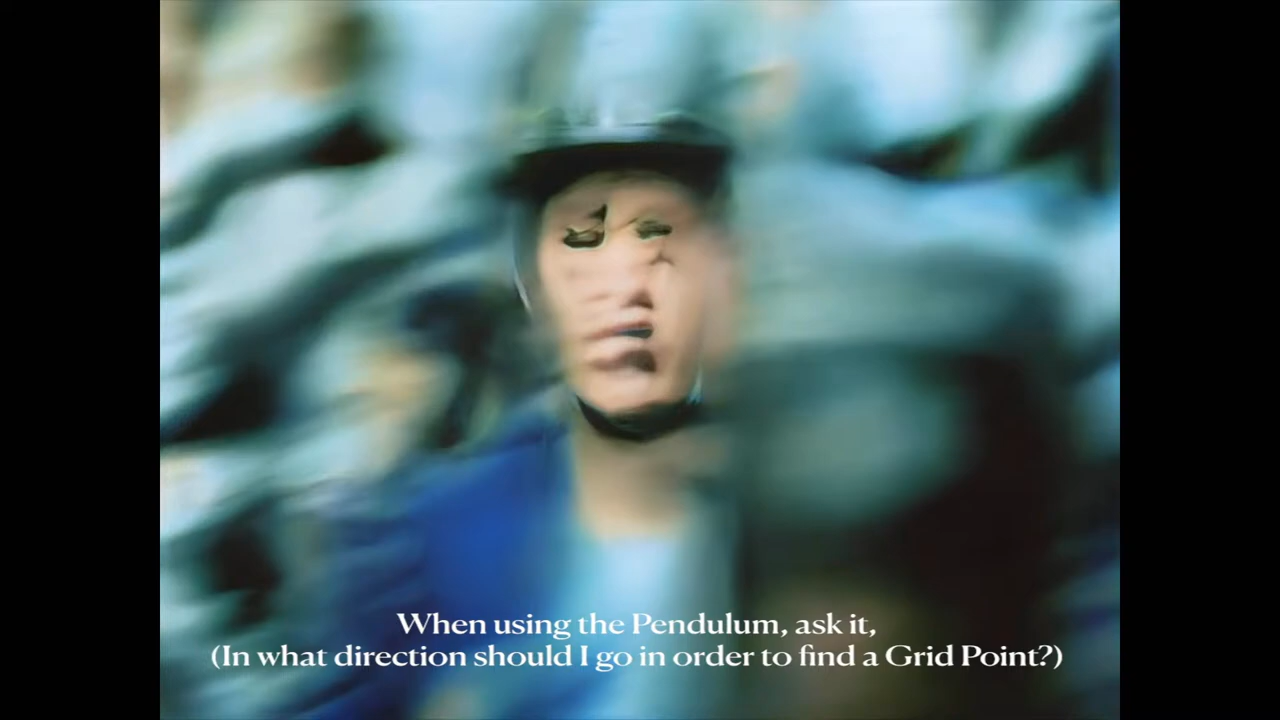 When using the Pendulum, ask it,
(In what direction should I go in order to find a Grid Point?)